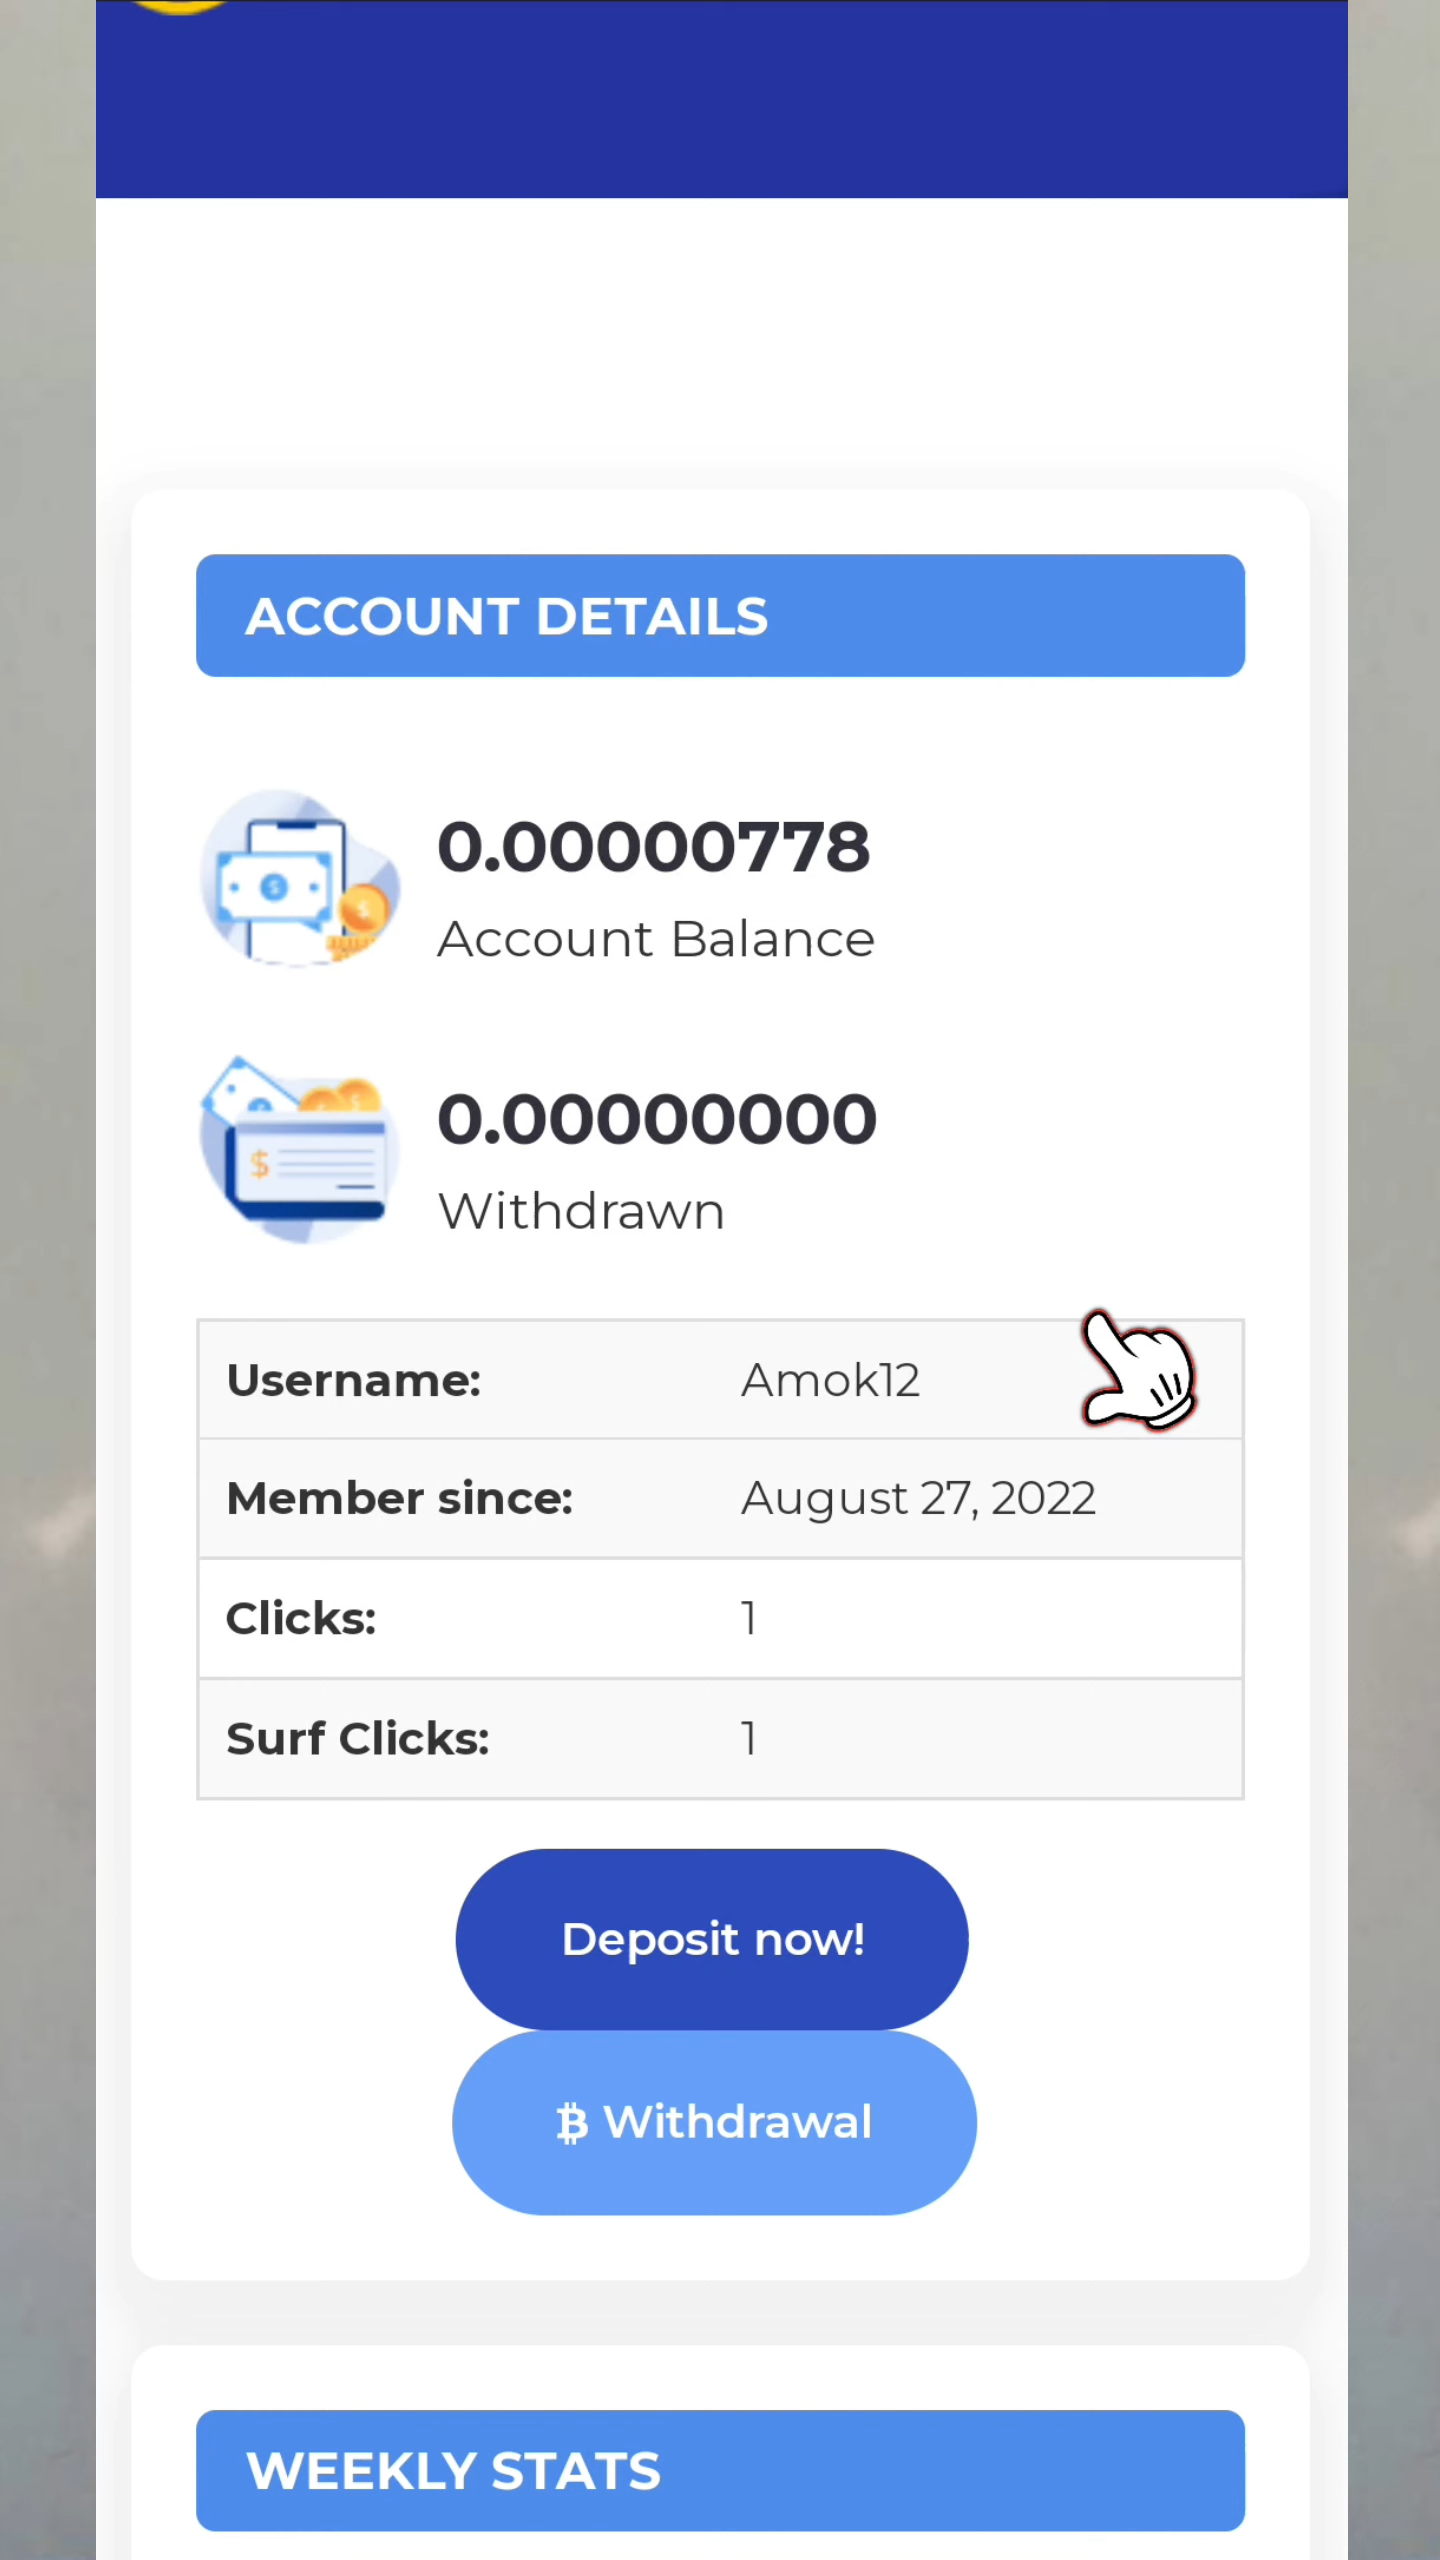 ACCOUNT DETAILS
0.00000778
Account Balance
0.00000000
Withdrawn
Username: Amok12
Member since: August 27, 2022
Clicks: 1
Surf Clicks: 1
Deposit now!
₿ Withdrawal
WEEKLY STATS